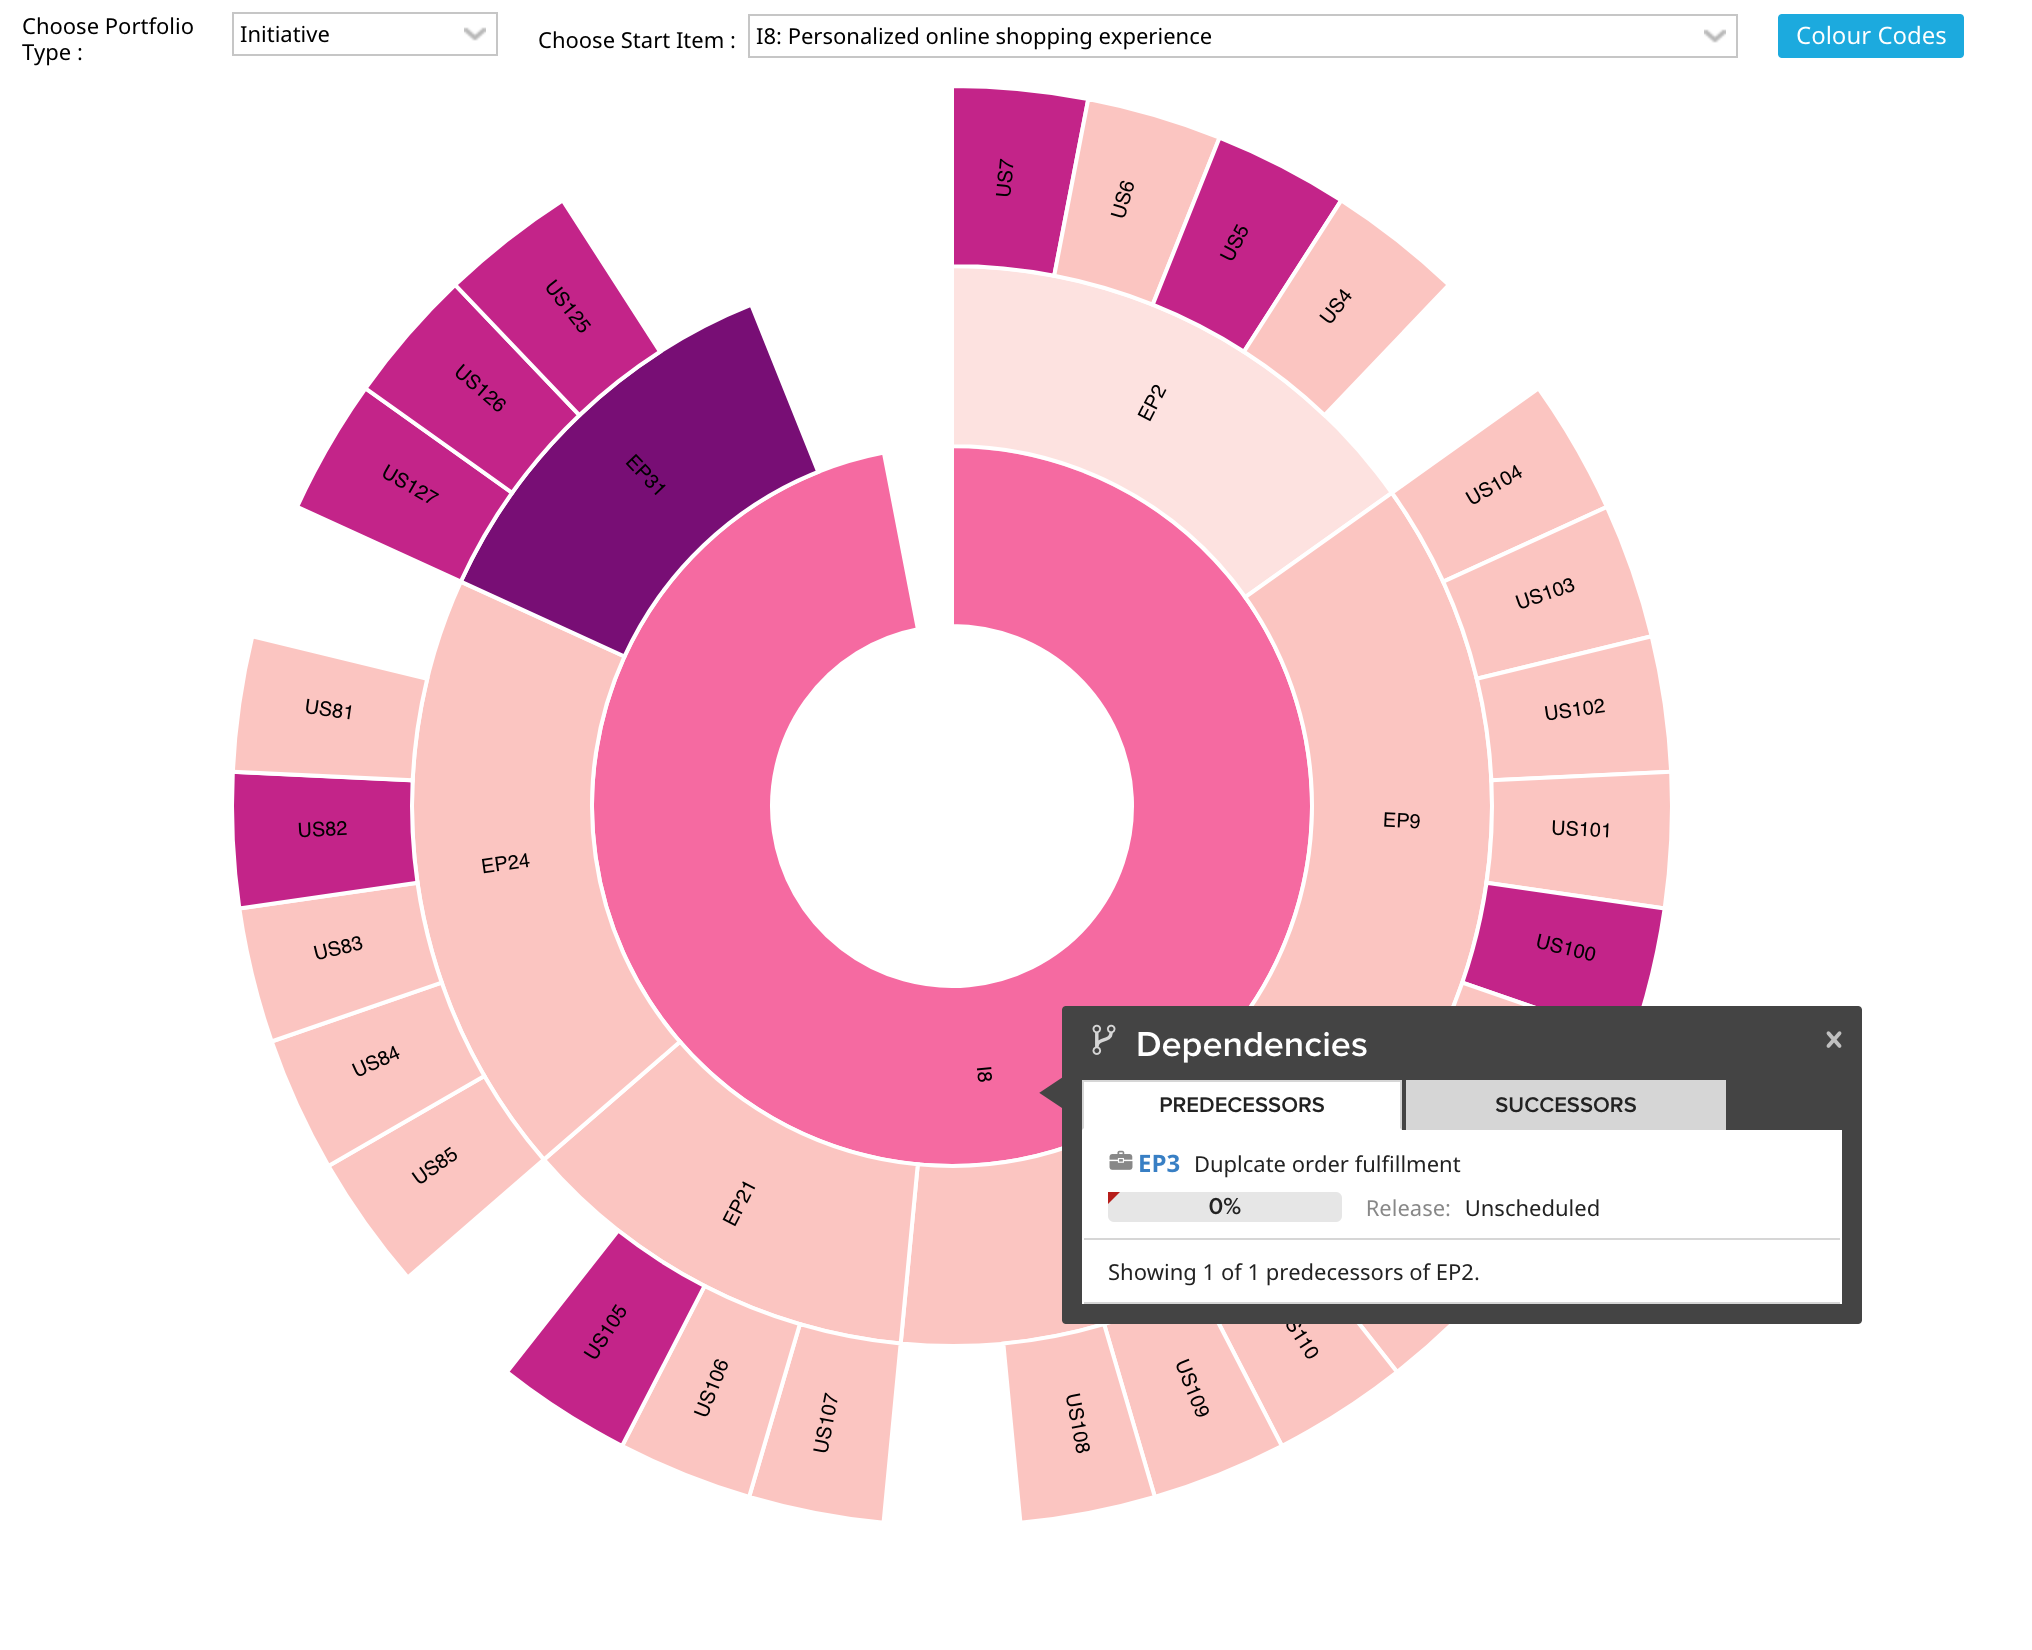 Choose Portfolio
Type :
Initiative
Choose Start Item :
I8: Personalized online shopping experience
Colour Codes
US7
US6
US5
US4
EP2
US125
US126
US127
EP31
US104
US103
US102
US101
US100
EP9
US81
US82
US83
US84
US85
EP24
I8
Dependencies
×
PREDECESSORS
SUCCESSORS
EP3 Duplcate order fulfillment
0%
Release: Unscheduled
Showing 1 of 1 predecessors of EP2.
EP21
US105
US106
US107
US108
US109
S110